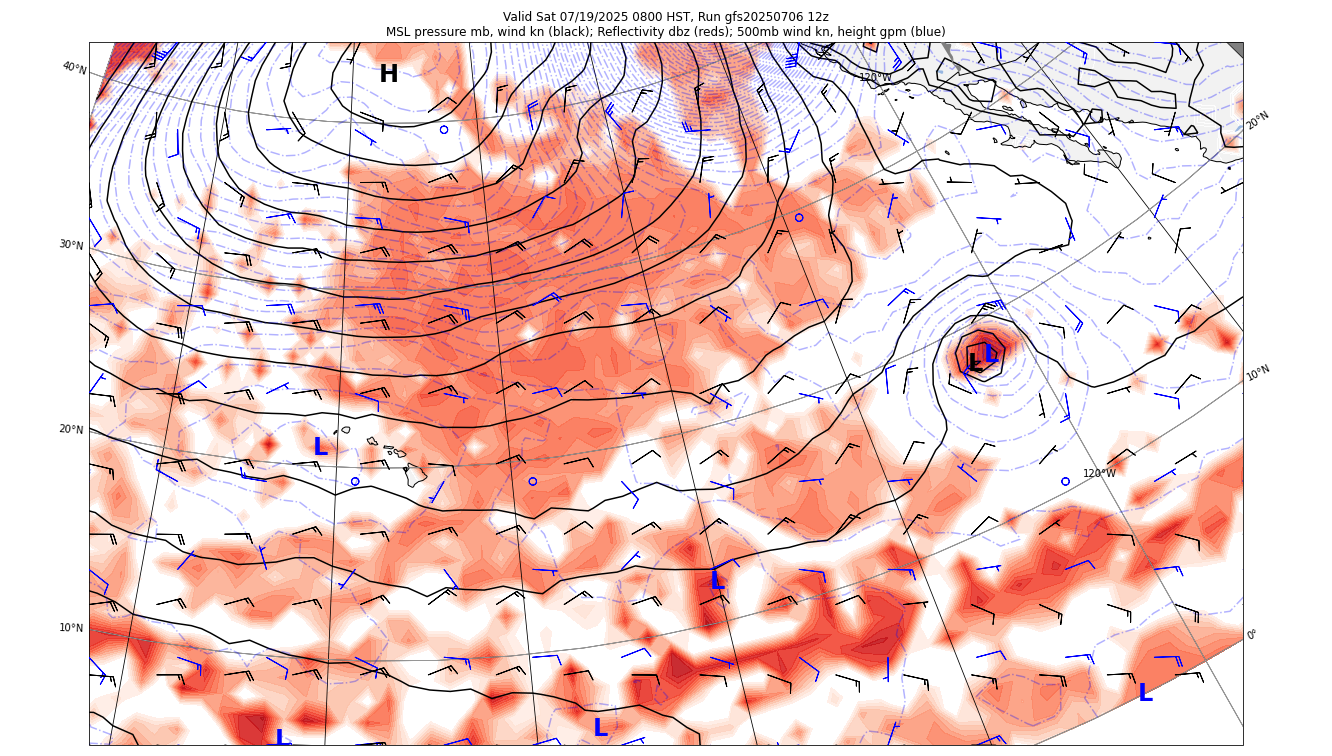 Valid Sat 07/19/2025 0800 HST, Run gfs20250706 12z
MSL pressure mb, wind kn (black); Reflectivity dbz (reds); 500mb wind kn, height gpm (blue)
40°N
H
120°W
20°N
30°N
L
L
10°N
20°N
L
120°W
L
10°N
0°
L
L
L